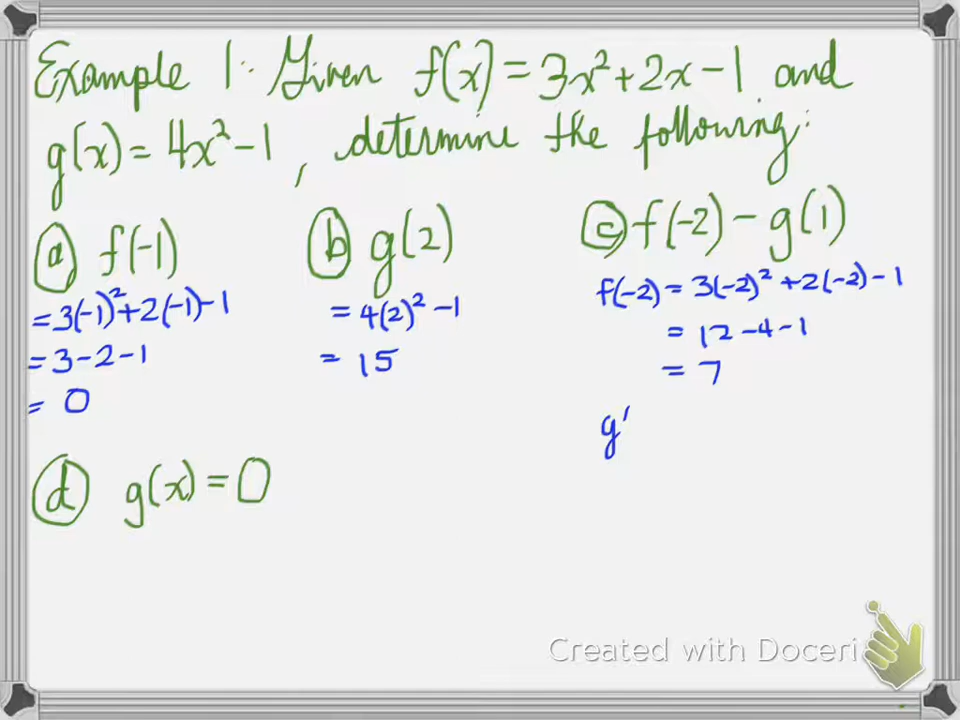 Example 1: Given f(x) = 3x² + 2x - 1 and
g(x) = 4x² - 1, determine the following:
(a) f(-1)
= 3(-1)² + 2(-1) - 1
= 3 - 2 - 1
= 0
(b) g(2)
= 4(2)² - 1
= 15
(c) f(-2) - g(1)
f(-2) = 3(-2)² + 2(-2) - 1
= 12 - 4 - 1
= 7
g'
(d) g(x) = 0
Created with Doceri